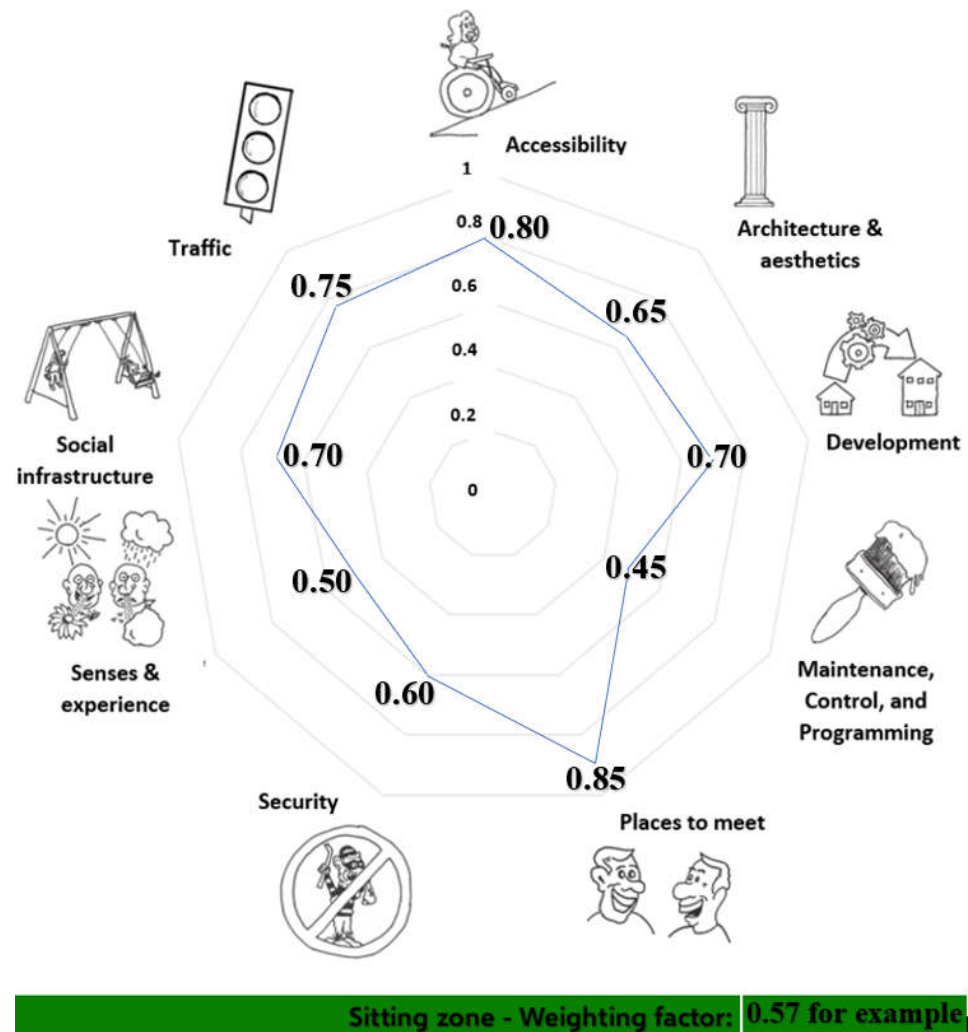 Accessibility
1
Architecture &
aesthetics
0.8
0.80
Traffic
0.75
0.6
0.65
0.4
Social
infrastructure
0.70
0.2
0.70
Development
0
0.50
0.45
Senses &
experience
0.60
Maintenance,
Control, and
Programming
0.85
Security
Places to meet
Sitting zone - Weighting factor: 0.57 for example